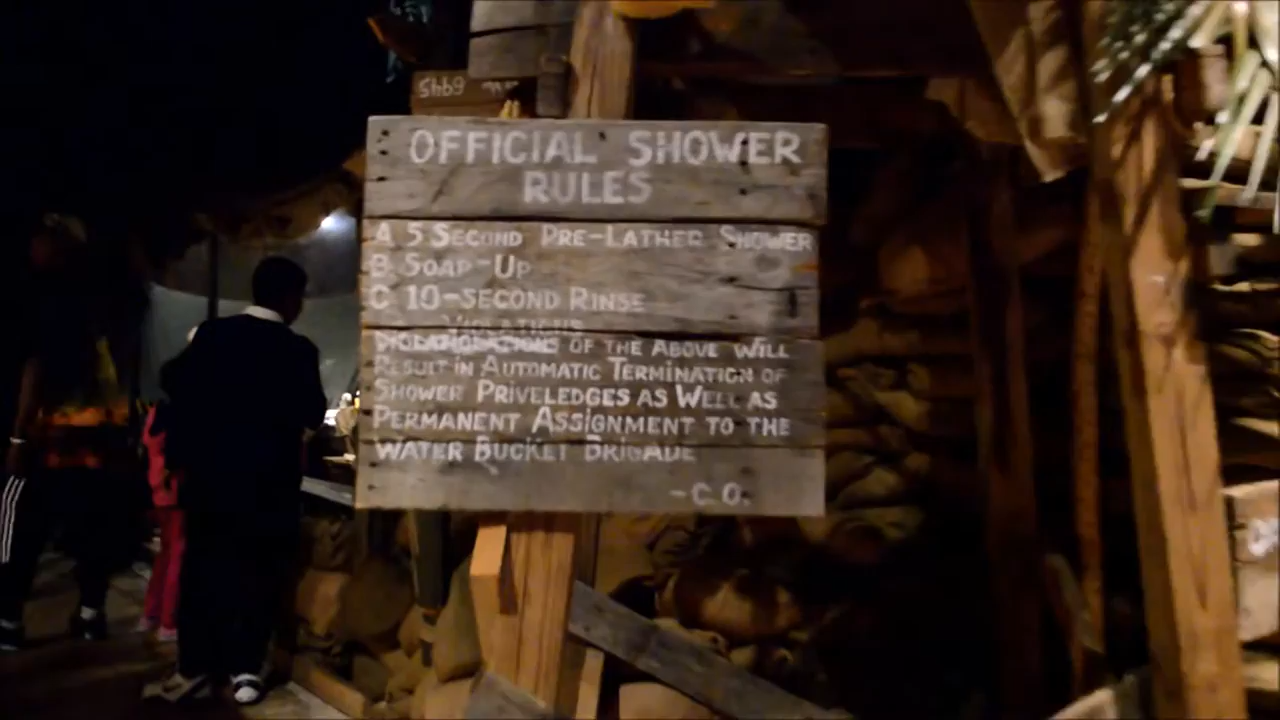 OFFICIAL SHOWER
RULES
A 5 SECOND PRE-LATHER SHOWER
B SOAP-UP
C 10-SECOND RINSE
VIOLATIONS
OF THE ABOVE WILL
RESULT IN AUTOMATIC TERMINATION OF
SHOWER PRIVELEDGES AS WELL AS
PERMANENT ASSIGNMENT TO THE
WATER BUCKET BRIGADE
-C.O.